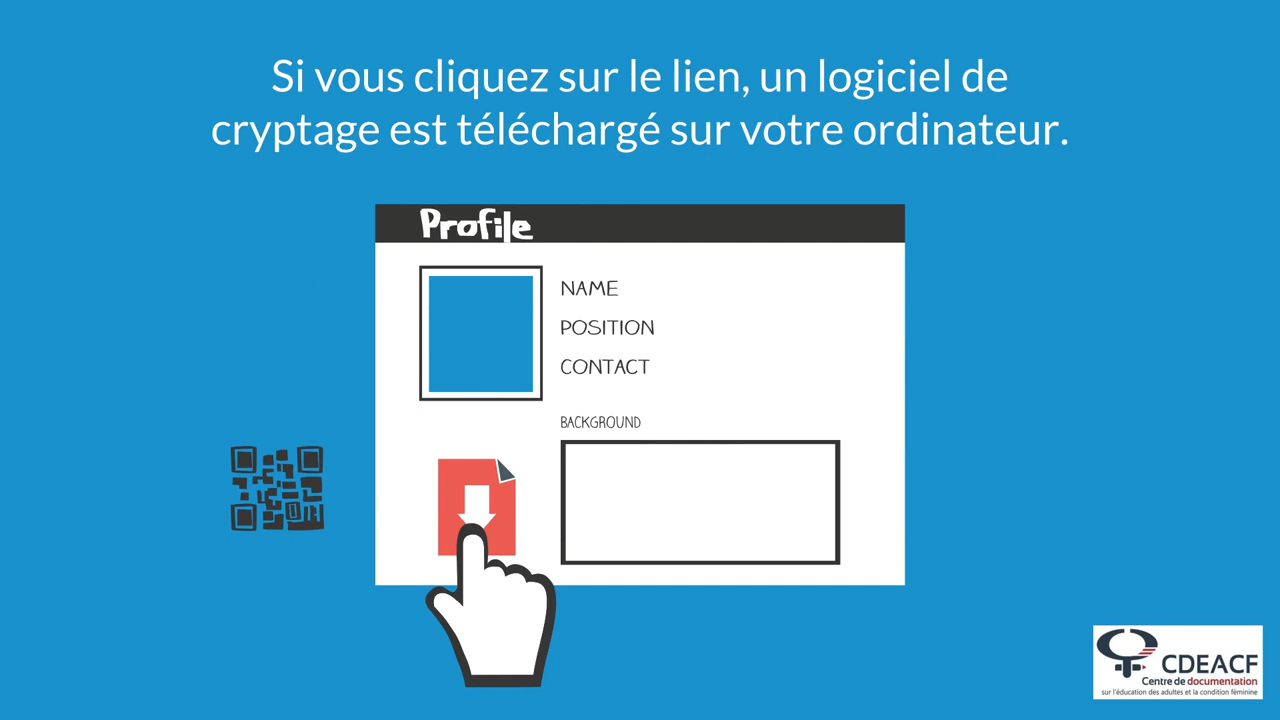 Si vous cliquez sur le lien, un logiciel de
cryptage est téléchargé sur votre ordinateur.
Profile
NAME
POSITION
CONTACT
BACKGROUND
CDEACF
Centre de documentation
sur l'éducation des adultes et la condition féminine